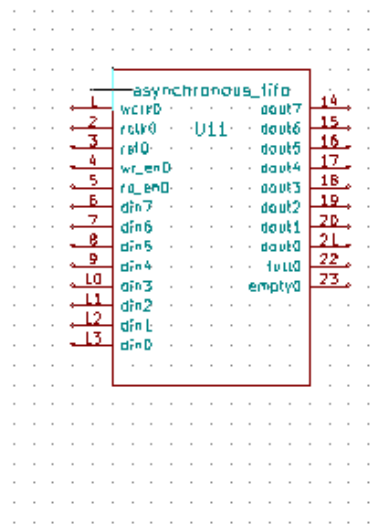 asynchronous_fifo
U11
1 wclk0 dout7 14
2 rclk0 dout6 15
3 rst0 dout5 16
4 wr_en0 dout4 17
5 rd_en0 dout3 18
6 din7 dout2 19
7 din6 dout1 20
8 din5 dout0 21
9 din4 full0 22
10 din3 empty0 23
11 din2
12 din1
13 din0